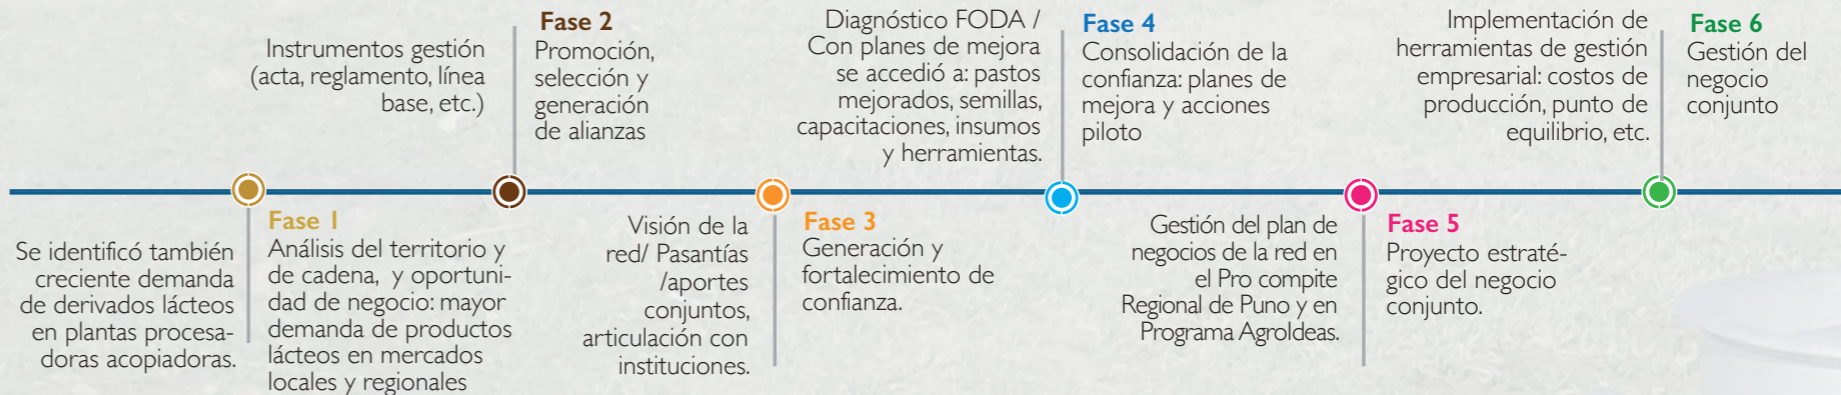 Se identificó también
creciente demanda
de derivados lácteos
en plantas procesa-
doras acopiadoras.
Fase 1
Análisis del territorio y
de cadena, y oportuni-
dad de negocio: mayor
demanda de productos
lácteos en mercados
locales y regionales
Instrumentos gestión
(acta, reglamento, línea
base, etc.)
Fase 2
Promoción,
selección y
generación
de alianzas
Visión de la
red/ Pasantías
/aportes
conjuntos,
articulación con
instituciones.
Fase 3
Generación y
fortalecimiento de
confianza.
Diagnóstico FODA /
Con planes de mejora
se accedió a: pastos
mejorados, semillas,
capacitaciones, insumos
y herramientas.
Fase 4
Consolidación de la
confianza: planes de
mejora y acciones
piloto
Gestión del plan de
negocios de la red en
el Pro compite
Regional de Puno y en
Programa AgroIdeas.
Fase 5
Proyecto estraté-
gico del negocio
conjunto.
Implementación de
herramientas de gestión
empresarial: costos de
producción, punto de
equilibrio, etc.
Fase 6
Gestión del
negocio
conjunto